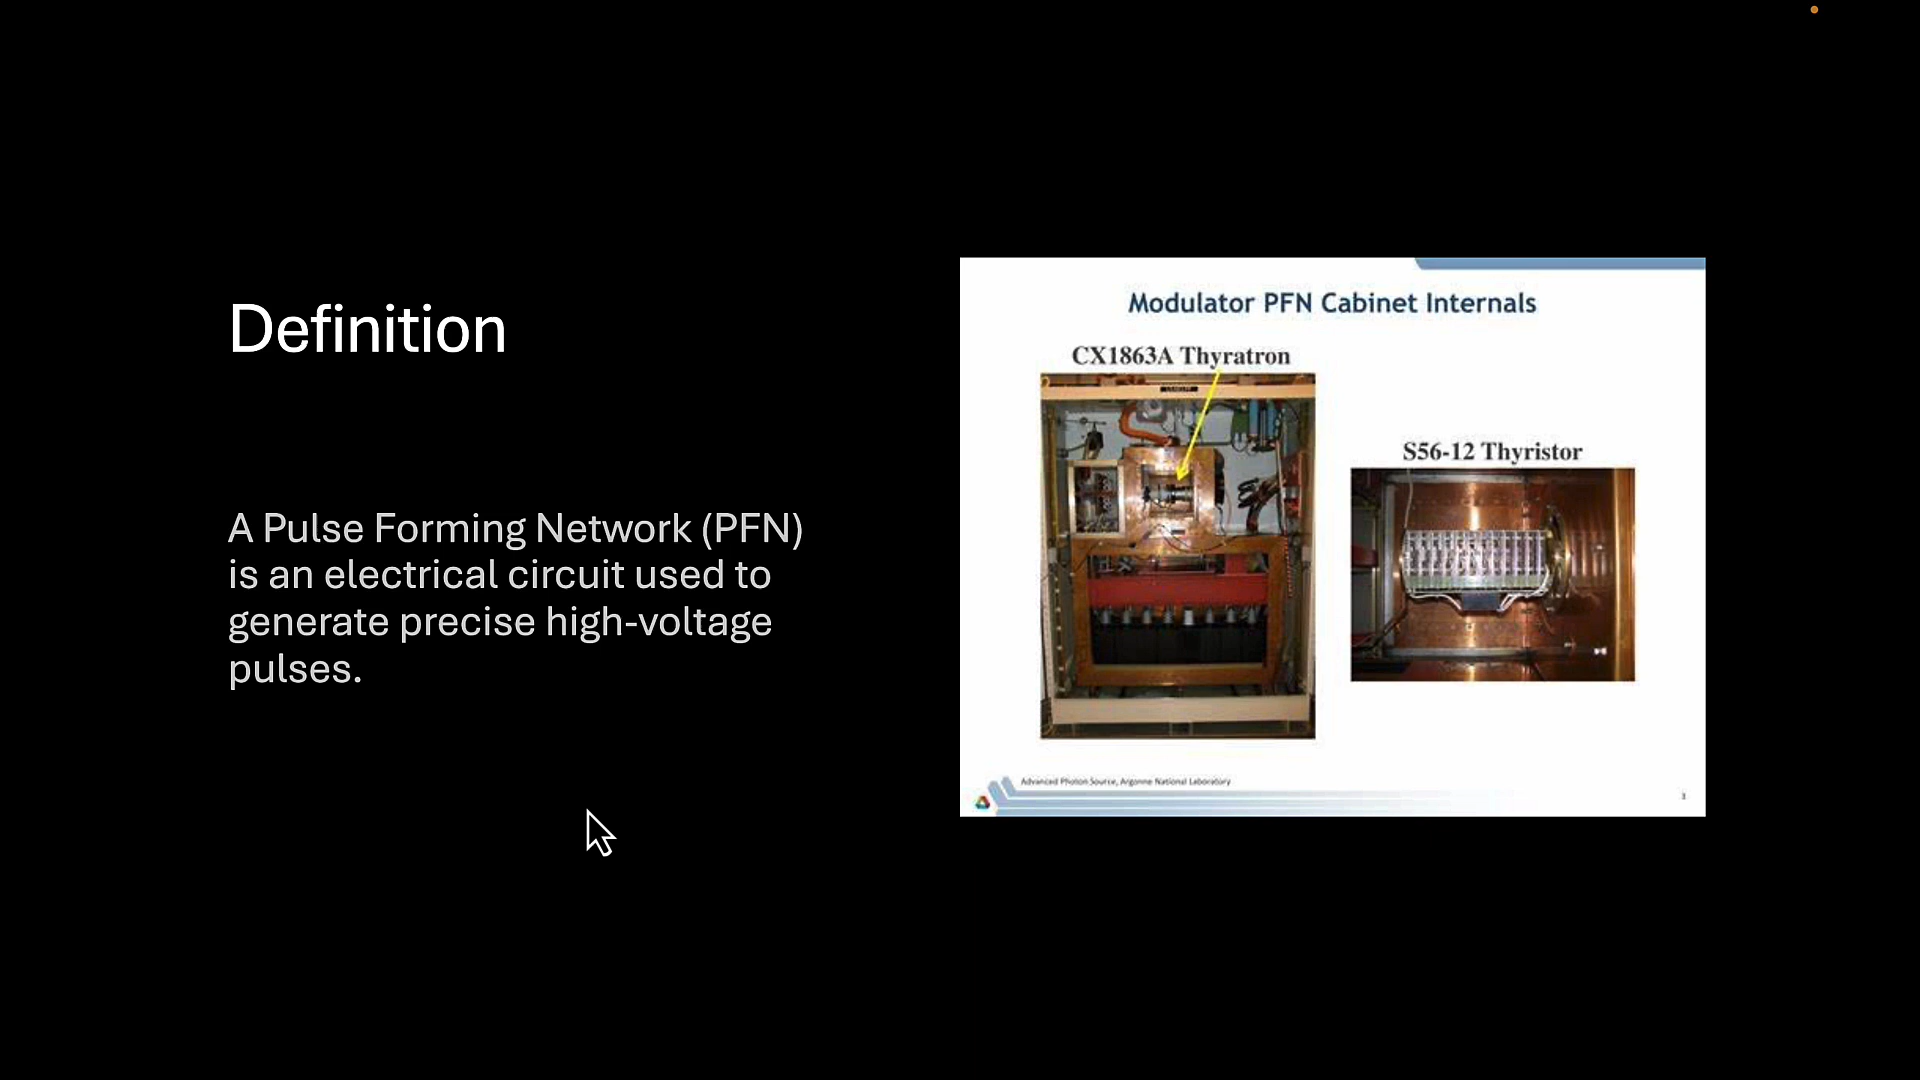 Definition
A Pulse Forming Network (PFN)
is an electrical circuit used to
generate precise high-voltage
pulses.
Modulator PFN Cabinet Internals
CX1863A Thyratron
S56-12 Thyristor
Advanced Photon Source, Argonne National Laboratory
3